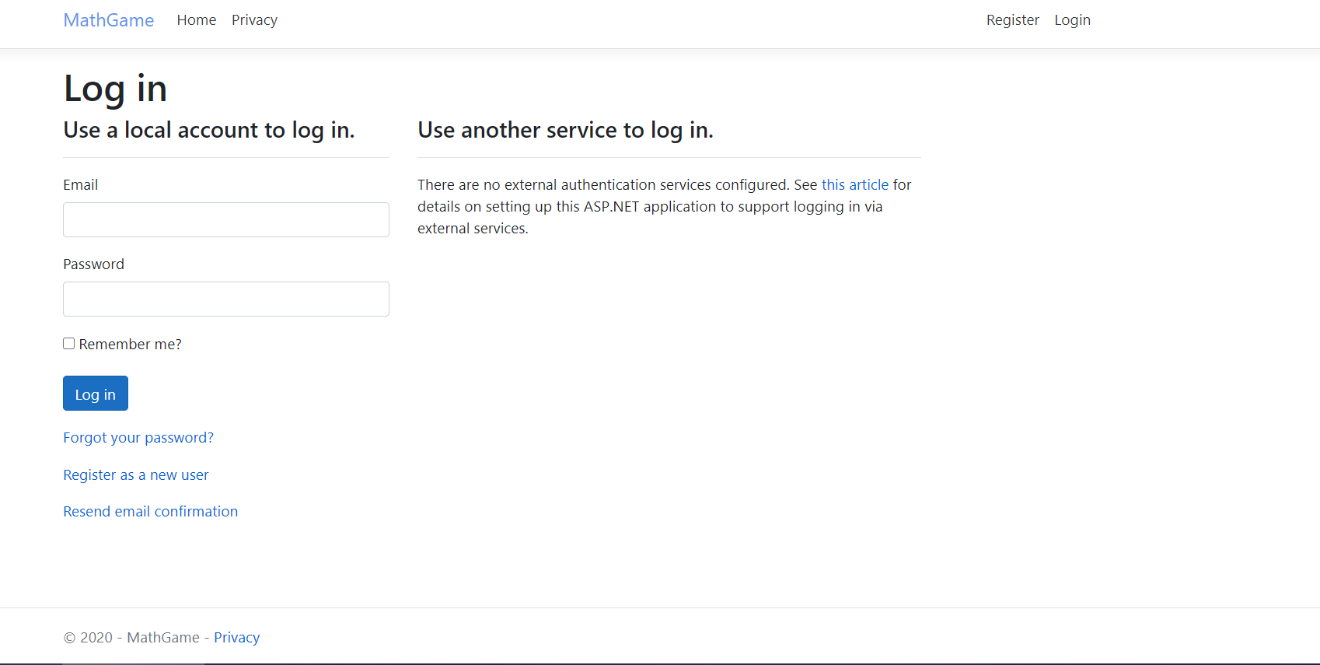 MathGame Home Privacy Register Login
Log in
Use a local account to log in.
Email
Password
Remember me?
Log in
Forgot your password?
Register as a new user
Resend email confirmation
Use another service to log in.
There are no external authentication services configured. See this article for
details on setting up this ASP.NET application to support logging in via
external services.
© 2020 - MathGame - Privacy